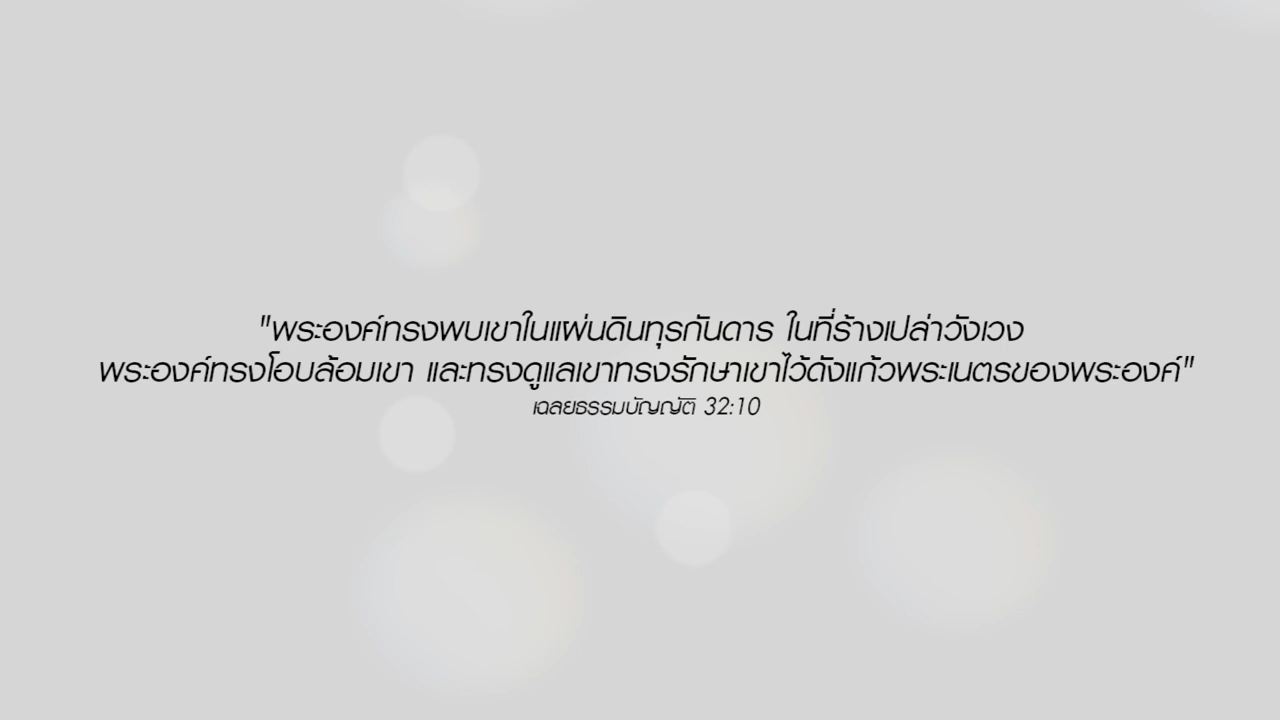 "พระองค์ทรงพบเขาในแผ่นดินทุรกันดาร ในที่ร้างเปล่าวังเวง
พระองค์ทรงโอบล้อมเขา และทรงดูแลเขาทรงรักษาเขาไว้ดังแก้วพระเนตรของพระองค์"
เฉลยธรรมบัญญัติ 32:10